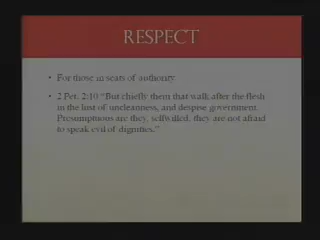 RESPECT
• For those in seats of authority
• 2 Pet. 2:10 "But chiefly them that walk after the flesh
in the lust of uncleanness, and despise government.
Presumptuous are they, selfwilled, they are not afraid
to speak evil of dignities."